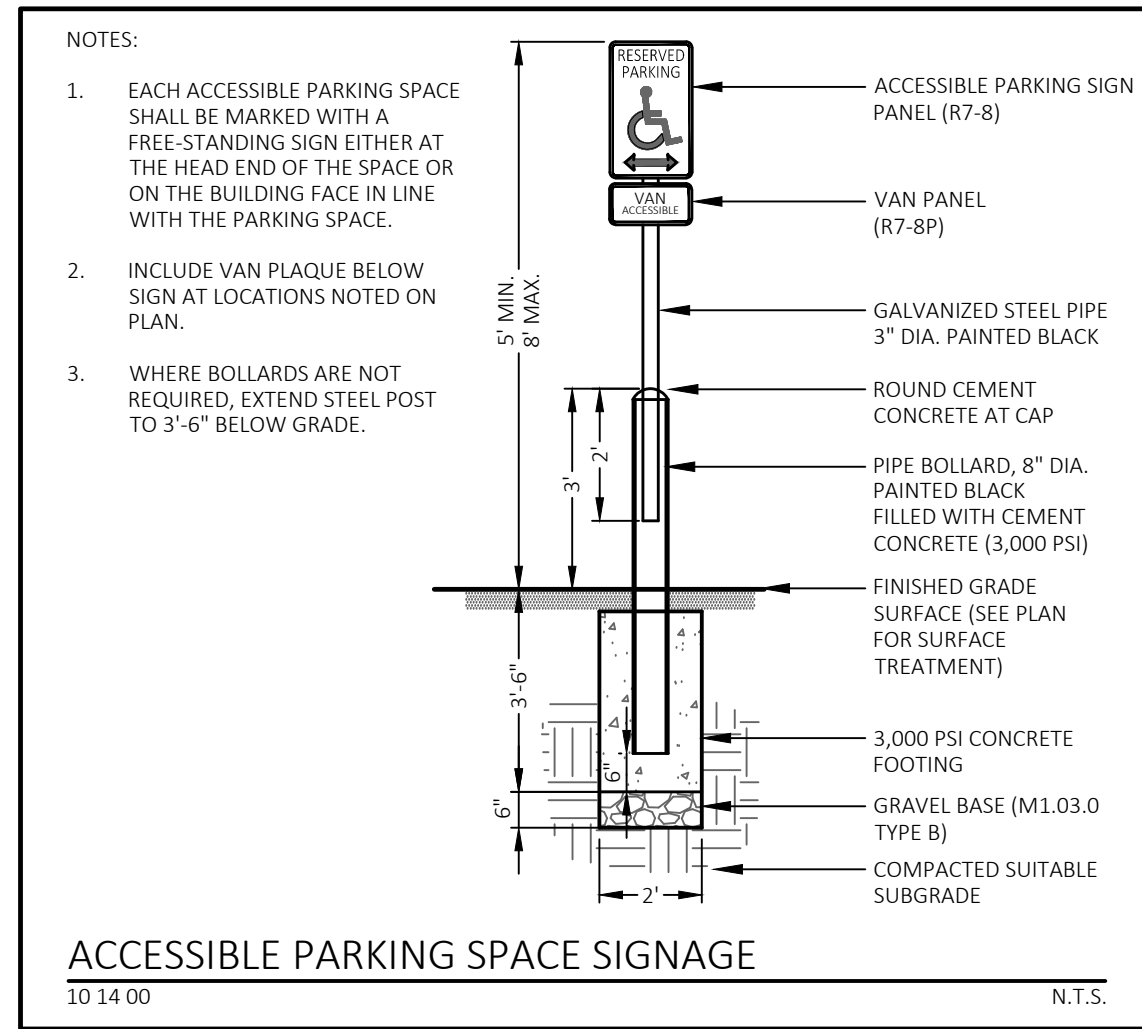 NOTES:
1. EACH ACCESSIBLE PARKING SPACE
SHALL BE MARKED WITH A
FREE-STANDING SIGN EITHER AT
THE HEAD END OF THE SPACE OR
ON THE BUILDING FACE IN LINE
WITH THE PARKING SPACE.
2. INCLUDE VAN PLAQUE BELOW
SIGN AT LOCATIONS NOTED ON
PLAN.
3. WHERE BOLLARDS ARE NOT
REQUIRED, EXTEND STEEL POST
TO 3'-6" BELOW GRADE.
RESERVED
PARKING
VAN
ACCESSIBLE
5' MIN.
8' MAX.
3'
2'
3'-6"
6"
6"
2'
ACCESSIBLE PARKING SIGN
PANEL (R7-8)
VAN PANEL
(R7-8P)
GALVANIZED STEEL PIPE
3" DIA. PAINTED BLACK
ROUND CEMENT
CONCRETE AT CAP
PIPE BOLLARD, 8" DIA.
PAINTED BLACK
FILLED WITH CEMENT
CONCRETE (3,000 PSI)
FINISHED GRADE
SURFACE (SEE PLAN
FOR SURFACE
TREATMENT)
3,000 PSI CONCRETE
FOOTING
GRAVEL BASE (M1.03.0
TYPE B)
COMPACTED SUITABLE
SUBGRADE
ACCESSIBLE PARKING SPACE SIGNAGE
10 14 00
N.T.S.